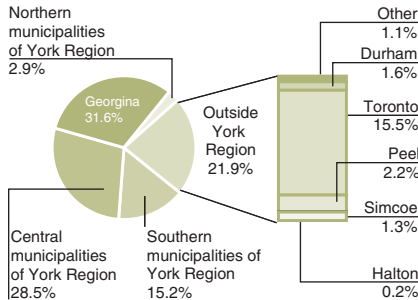 Northern
municipalities
of York Region
2.9%
Georgina
31.6%
Outside
York
Region
21.9%
Central
municipalities
of York Region
28.5%
Southern
municipalities of
York Region
15.2%
Other
1.1%
Durham
1.6%
Toronto
15.5%
Peel
2.2%
Simcoe
1.3%
Halton
0.2%